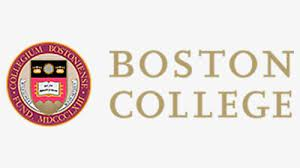 COLLEGIUM BOSTONIENSE
FUND. MDCCCLXIII
BOSTON
COLLEGE